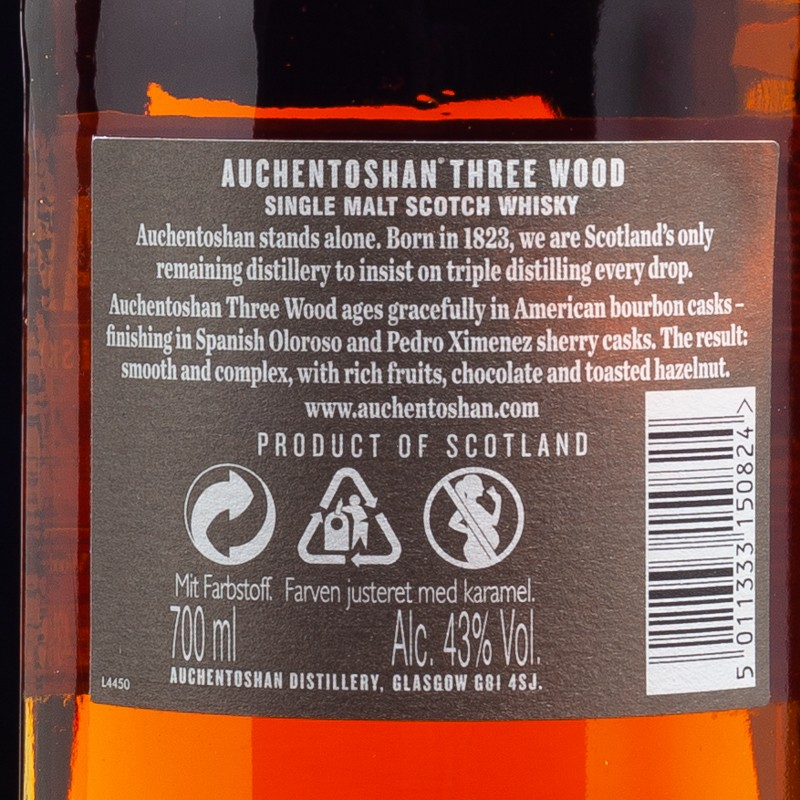 AUCHENTOSHAN® THREE WOOD
SINGLE MALT SCOTCH WHISKY
Auchentoshan stands alone. Born in 1823, we are Scotland's only
remaining distillery to insist on triple distilling every drop.
Auchentoshan Three Wood ages gracefully in American bourbon casks –
finishing in Spanish Oloroso and Pedro Ximenez sherry casks. The result:
smooth and complex, with rich fruits, chocolate and toasted hazelnut.
www.auchentoshan.com
PRODUCT OF SCOTLAND
Mit Farbstoff. Farven justeret med karamel.
700 ml Alc. 43% Vol.
AUCHENTOSHAN DISTILLERY, GLASGOW G81 4SJ.
L4450
5 011333 150824 >